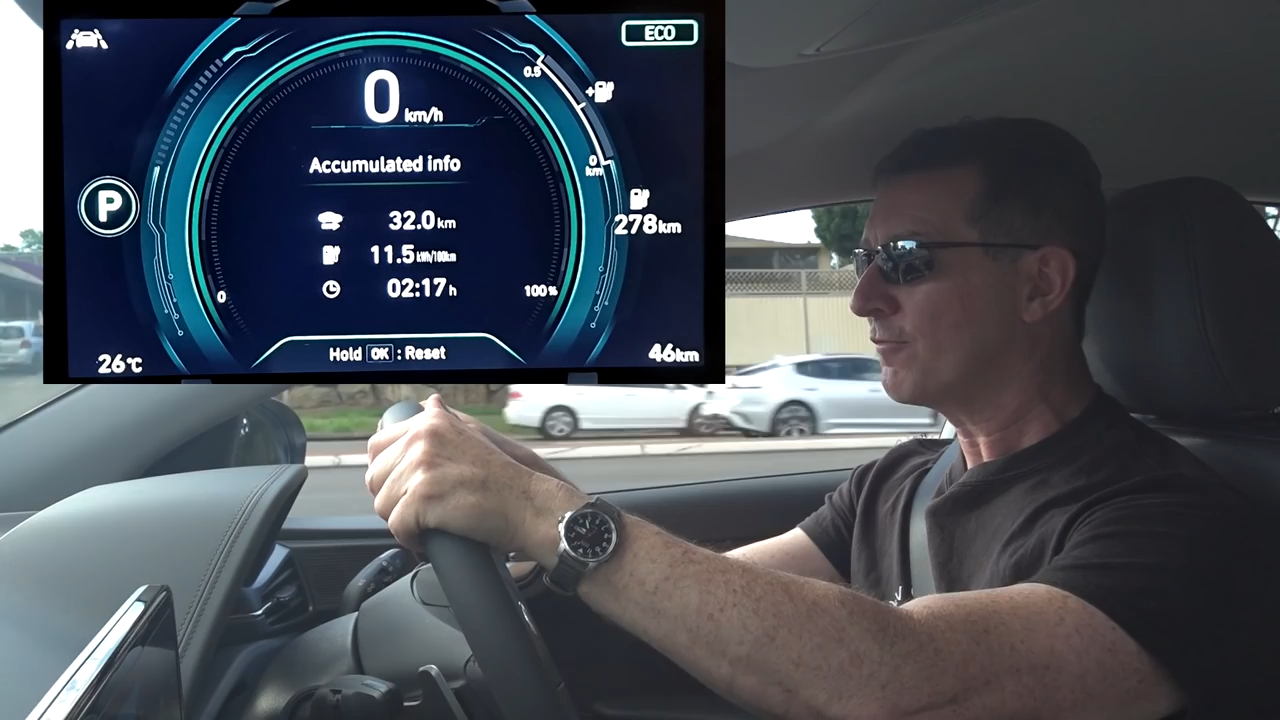 ECO
0.5
0 km/h
+
0
km
Accumulated info
P
32.0 km
278km
11.5 kWh/100km
02:17 h
0
100%
Hold OK : Reset
26℃
46km